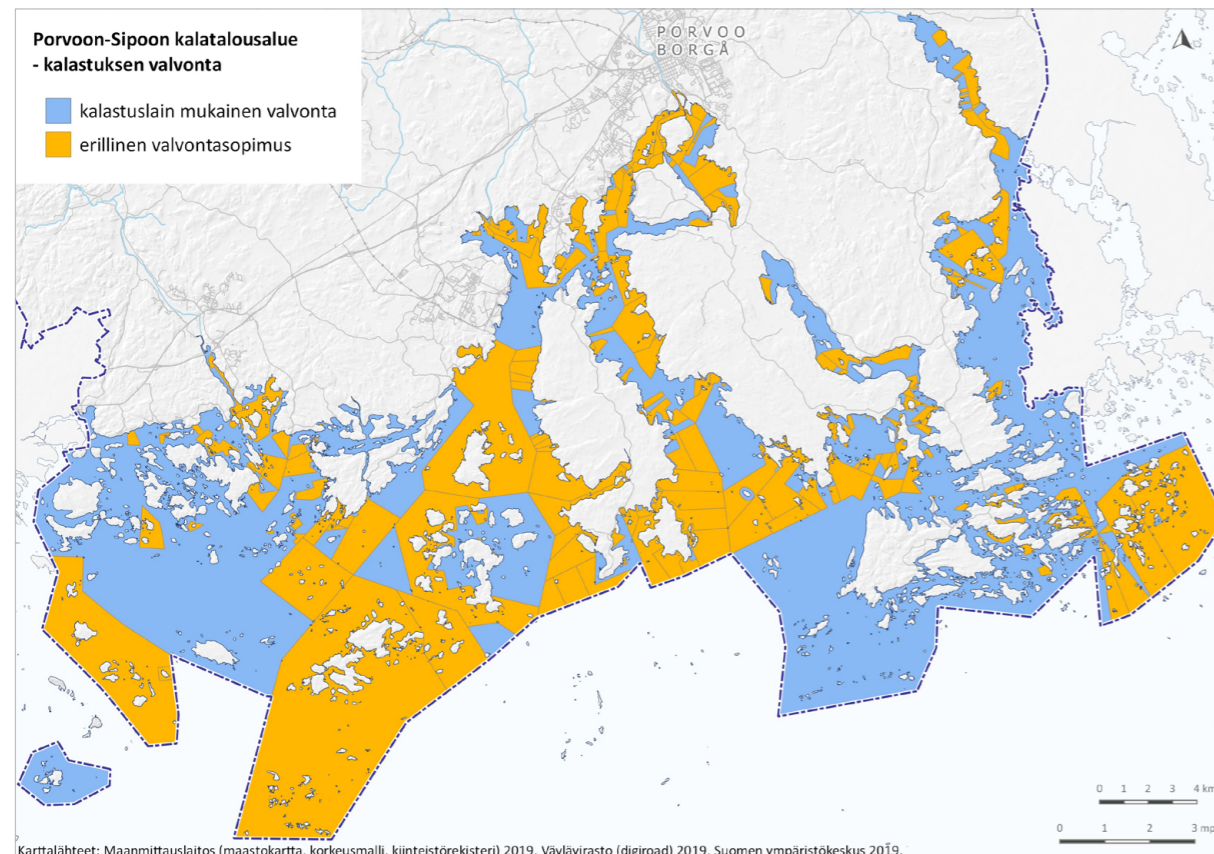 Porvoon-Sipoon kalatalousalue
- kalastuksen valvonta
kalastuslain mukainen valvonta
erillinen valvontasopimus
PORVOO
BORGÅ
0 1 2 3 4 km
0 1 2 3 mp
Karttalähteet: Maanmittauslaitos (maastokartta, korkeusmalli, kiinteistörekisteri) 2019, Väylävirasto (digiroad) 2019, Suomen ympäristökeskus 2019.